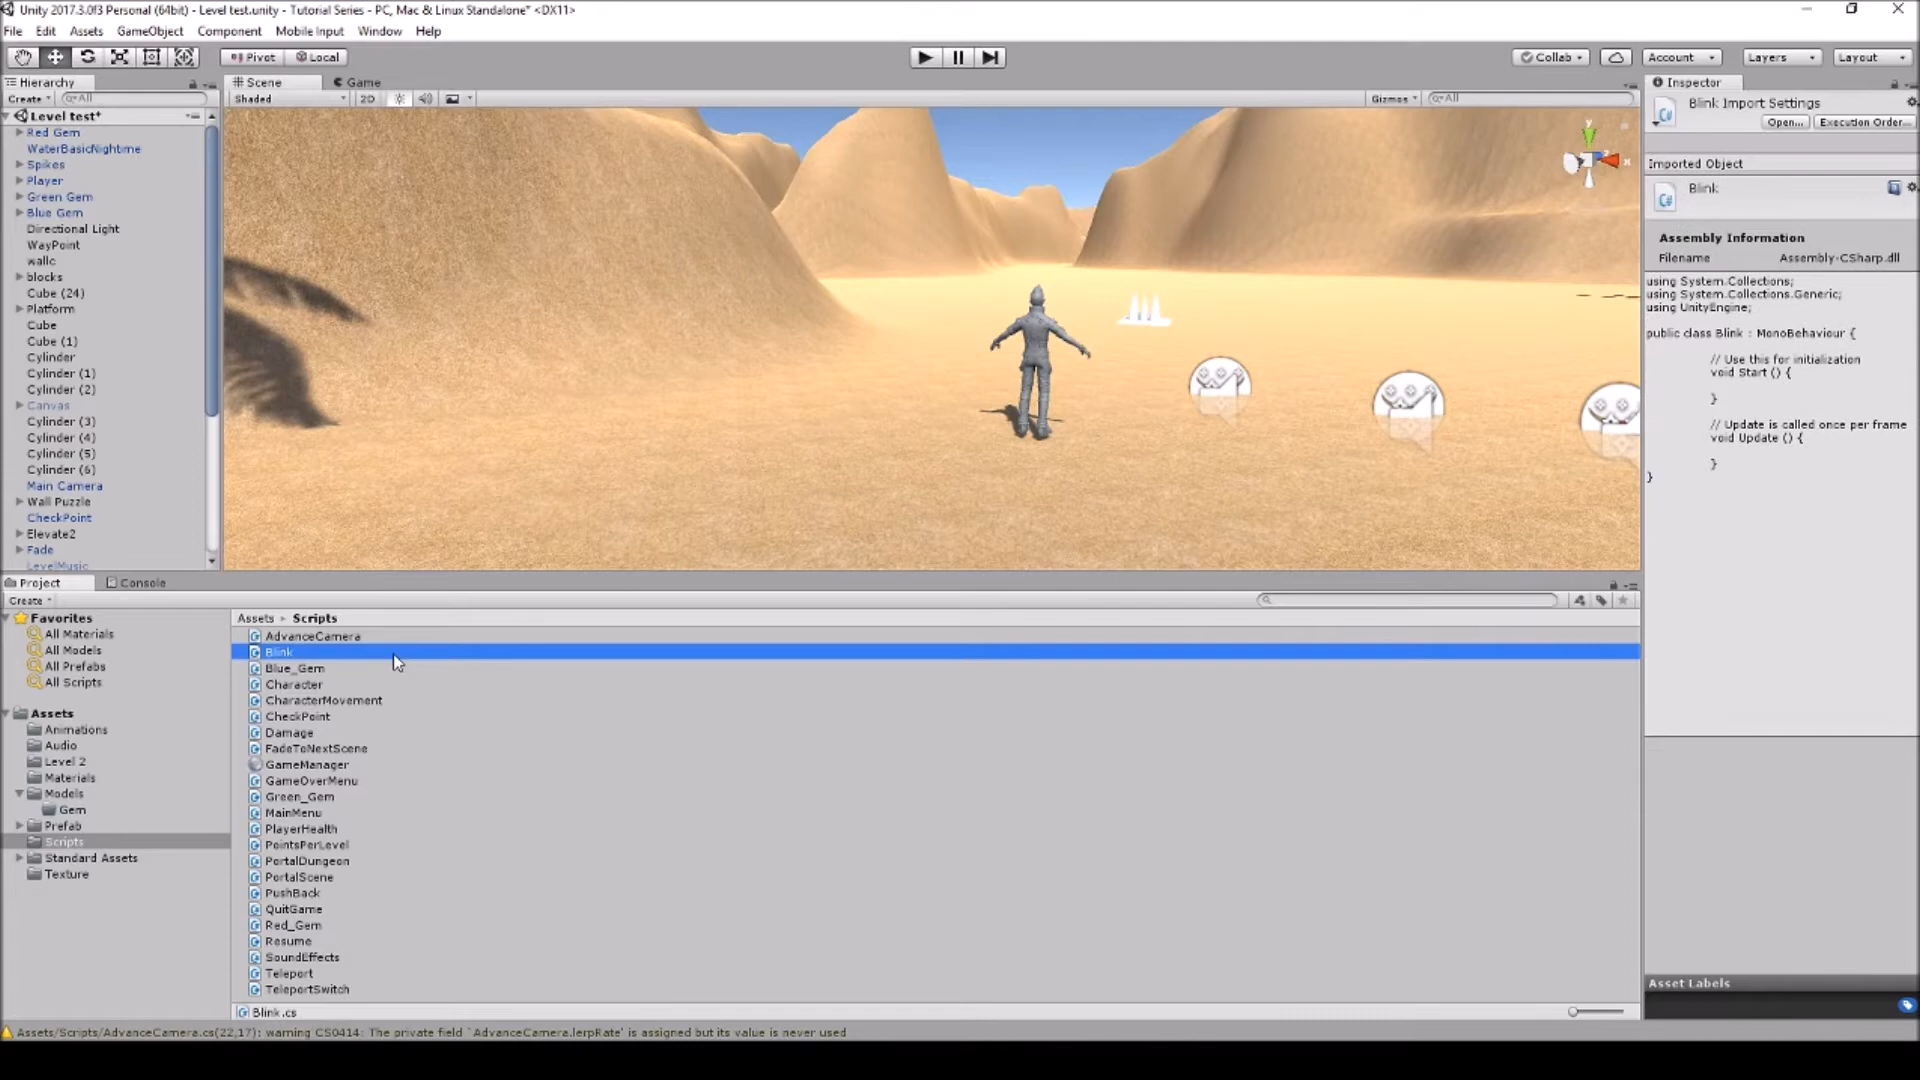 Unity 2017.3.0f3 Personal (64bit) - Level test.unity - Tutorial Series - PC, Mac & Linux Standalone* <DX11>
File Edit Assets GameObject Component Mobile Input Window Help
Pivot Local Collab Account Layers Layout
Hierarchy
Create All
Level test*
Red Gem
WaterBasicNightime
Spikes
Player
Green Gem
Blue Gem
Directional Light
WayPoint
walls
blocks
Cube (24)
Platform
Cube
Cube (1)
Cylinder
Cylinder (1)
Cylinder (2)
Canvas
Cylinder (3)
Cylinder (4)
Cylinder (5)
Cylinder (6)
Main Camera
Wall Puzzle
CheckPoint
Elevate2
Fade
LevelMusic
Scene Game
Shaded 2D Gizmos All
y
x
Inspector
Blink Import Settings
Open... Execution Order...
Imported Object
Blink
Assembly Information
Filename Assembly-CSharp.dll
using System.Collections;
using System.Collections.Generic;
using UnityEngine;
public class Blink : MonoBehaviour {
// Use this for initialization
void Start () {
}
// Update is called once per frame
void Update () {
}
}
Asset Labels
Project Console
Create
Favorites
All Materials
All Models
All Prefabs
All Scripts
Assets
Animations
Audio
Level 2
Materials
Models
Gem
Prefab
Scripts
Standard Assets
Texture
Assets Scripts
AdvanceCamera
Blink
Blue_Gem
Character
CharacterMovement
CheckPoint
Damage
FadeToNextScene
GameManager
GameOverMenu
Green_Gem
MainMenu
PlayerHealth
PointsPerLevel
PortalDungeon
PortalScene
PushBack
QuitGame
Red_Gem
Resume
SoundEffects
Teleport
TeleportSwitch
Blink.cs
Assets/Scripts/AdvanceCamera.cs(22,17): warning CS0414: The private field `AdvanceCamera.lerpRate' is assigned but its value is never used